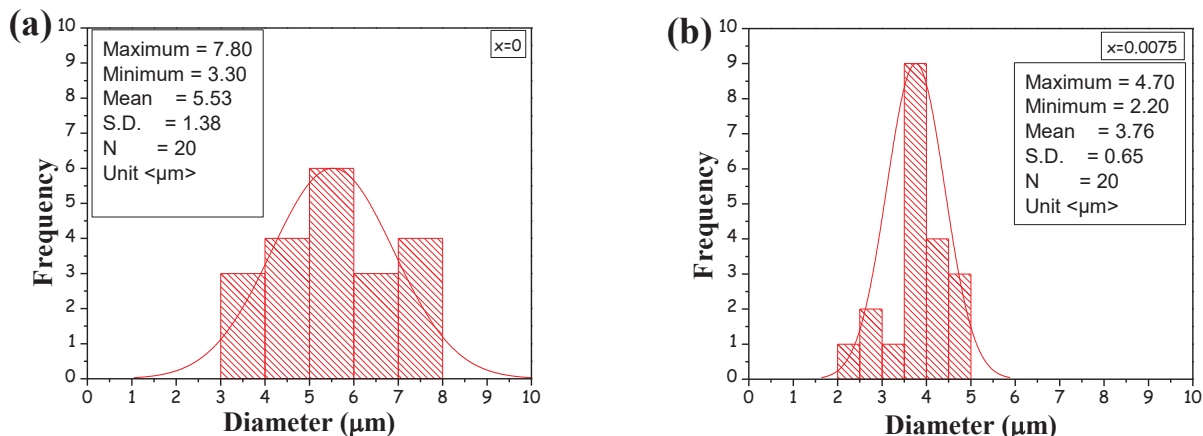 (a)
x=0
Maximum = 7.80
Minimum = 3.30
Mean = 5.53
S.D. = 1.38
N = 20
Unit <µm>
Frequency
10
9
8
7
6
5
4
3
2
1
0
0 1 2 3 4 5 6 7 8 9 10
Diameter (µm)
(b)
x=0.0075
Maximum = 4.70
Minimum = 2.20
Mean = 3.76
S.D. = 0.65
N = 20
Unit <µm>
Frequency
10
9
8
7
6
5
4
3
2
1
0
0 1 2 3 4 5 6 7 8 9 10
Diameter (µm)